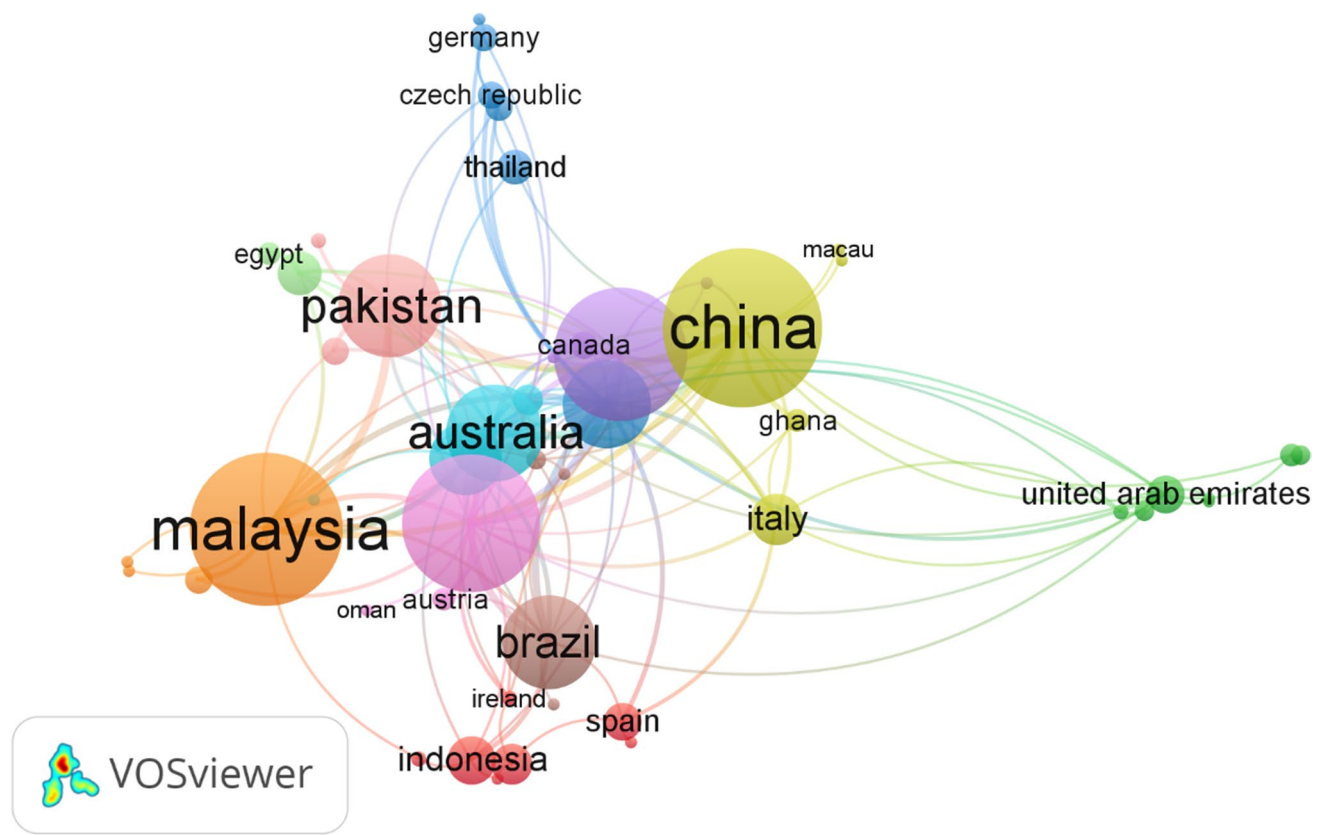 germany
czech republic
thailand
egypt
macau
pakistan
china
canada
ghana
australia
united arab emirates
malaysia
italy
oman
austria
brazil
ireland
spain
indonesia
VOSviewer